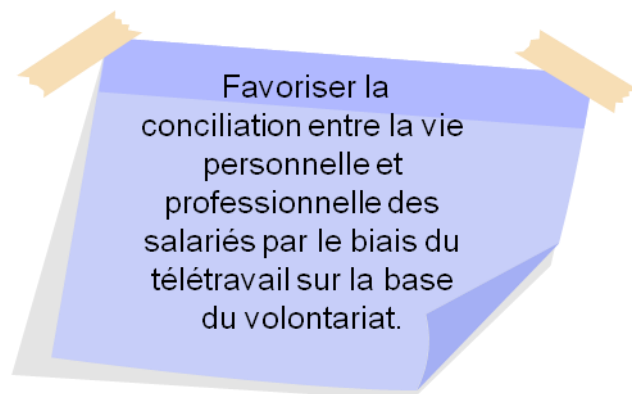 Favoriser la
conciliation entre la vie
personnelle et
professionnelle des
salariés par le biais du
télétravail sur la base
du volontariat.